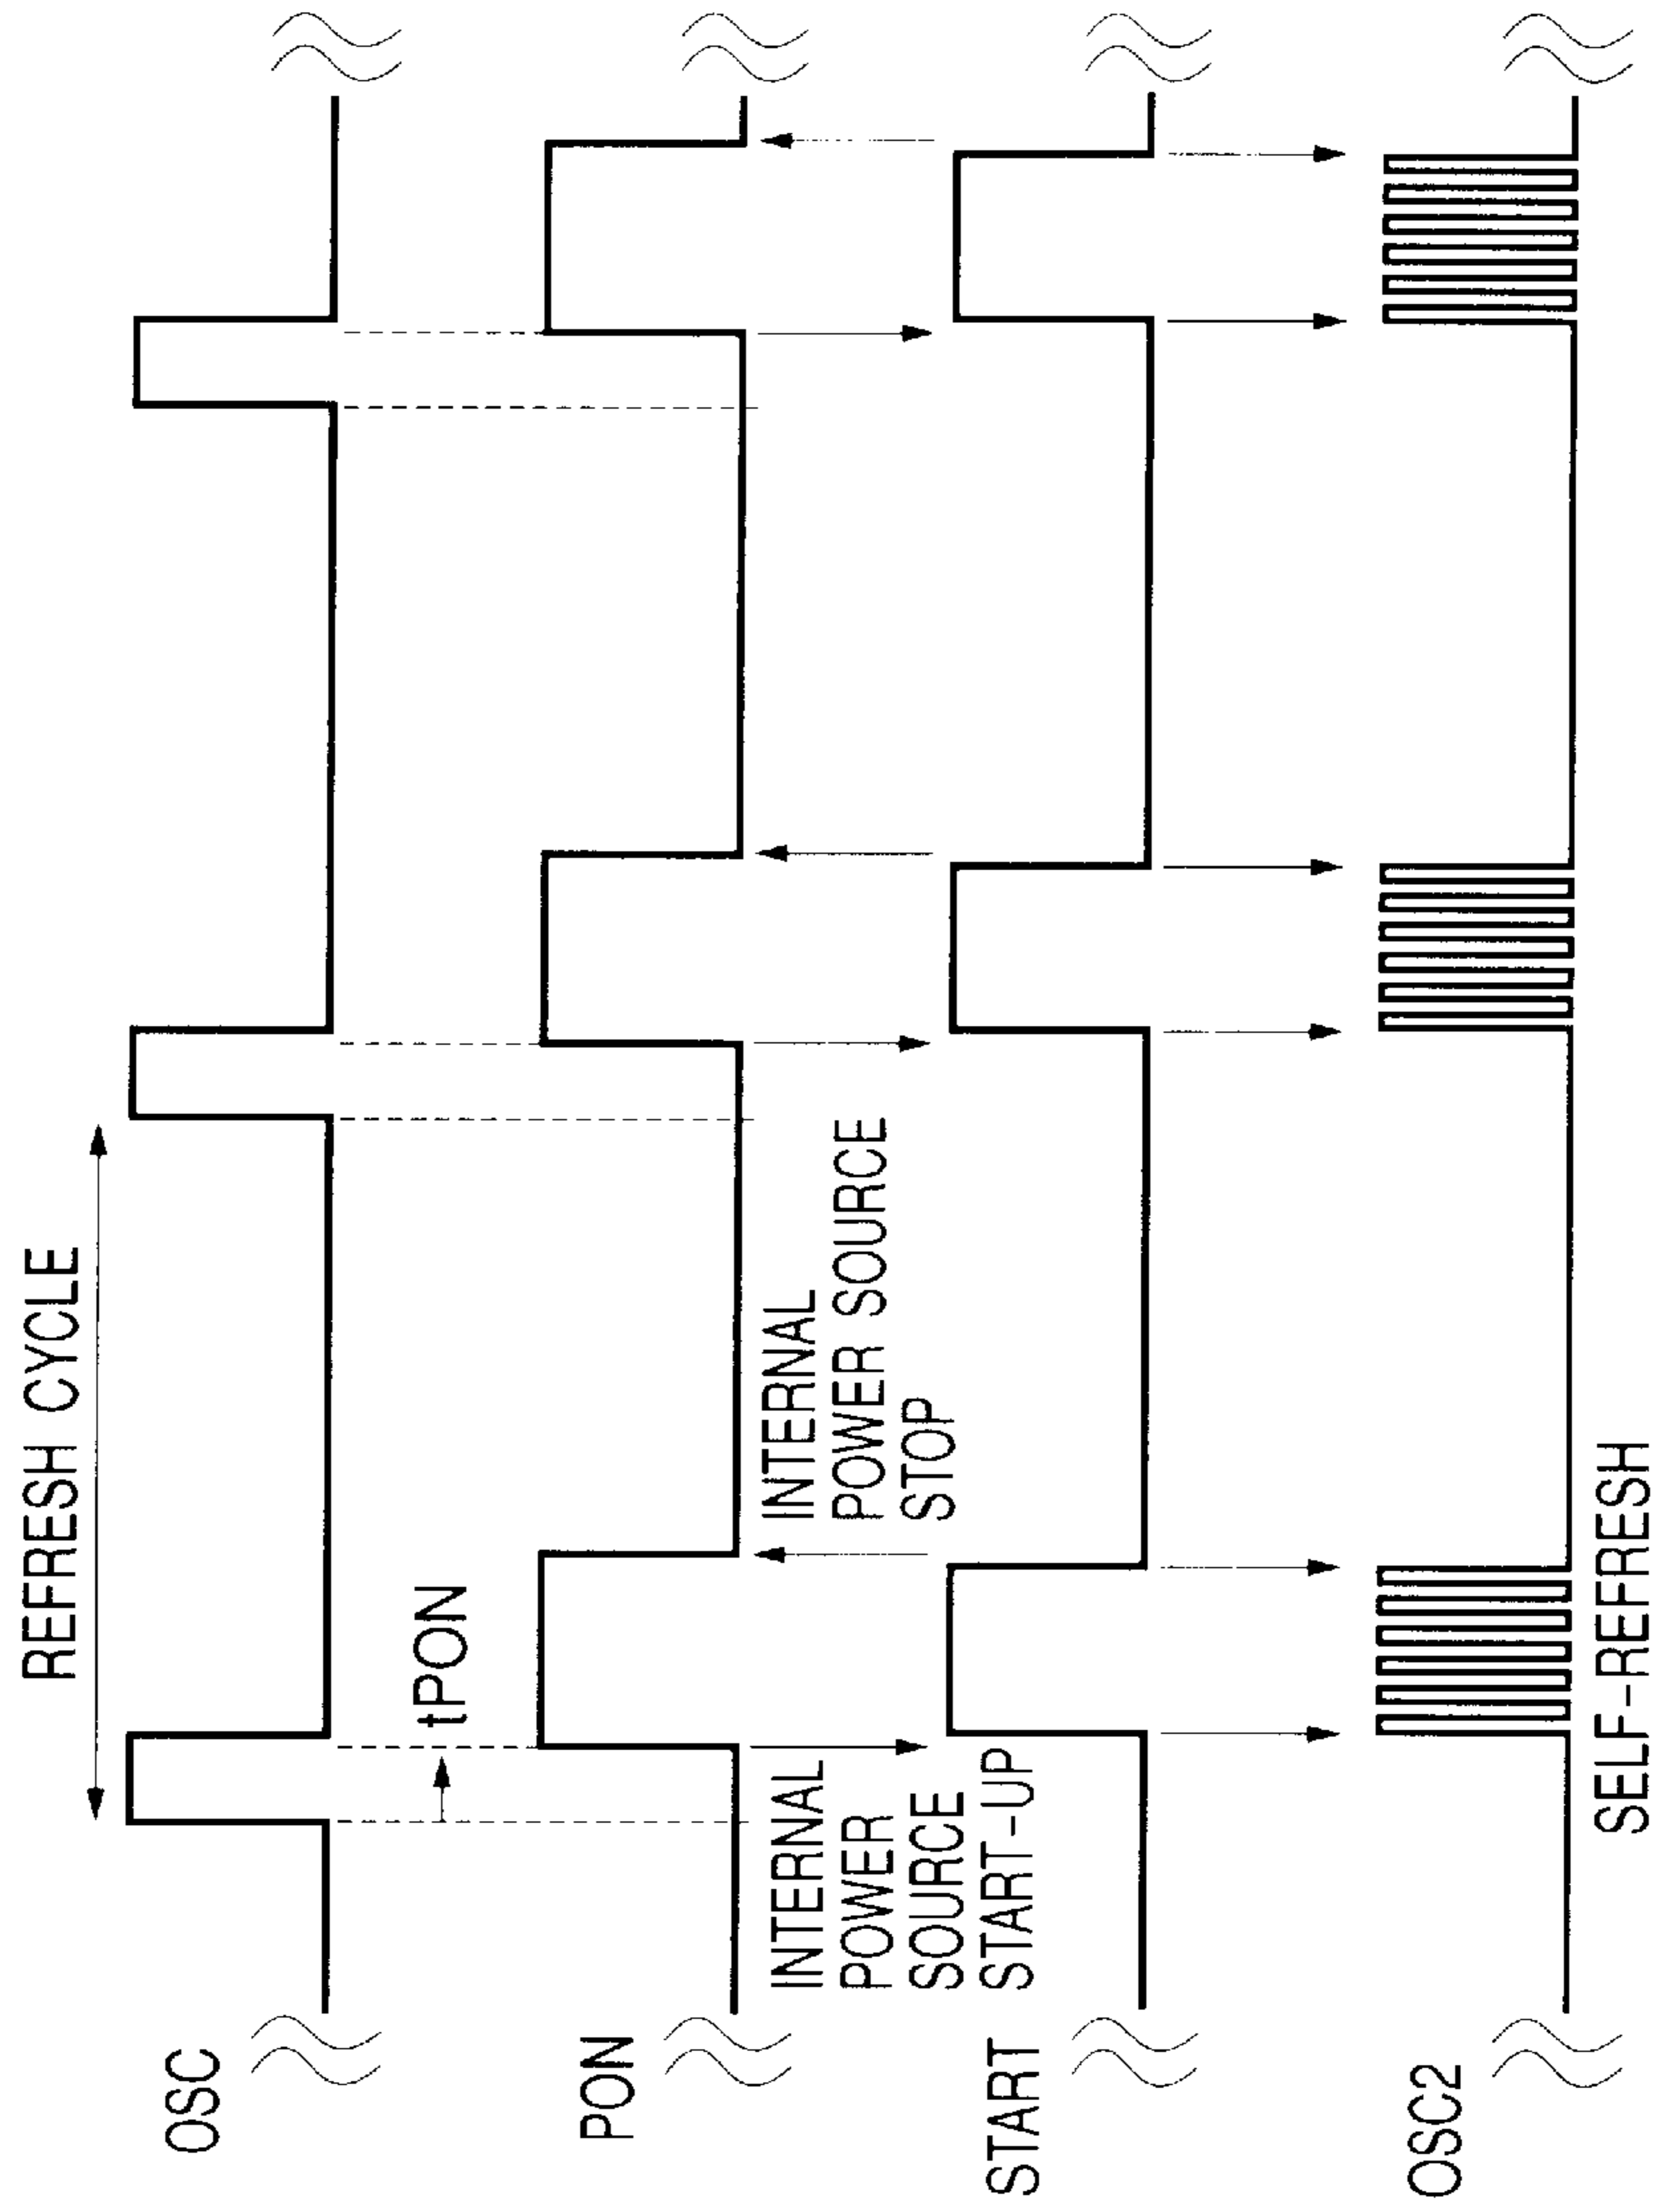 REFRESH CYCLE
OSC
tPON
PON
INTERNAL
POWER
SOURCE
START-UP
INTERNAL
POWER SOURCE
STOP
START
OSC2
SELF-REFRESH